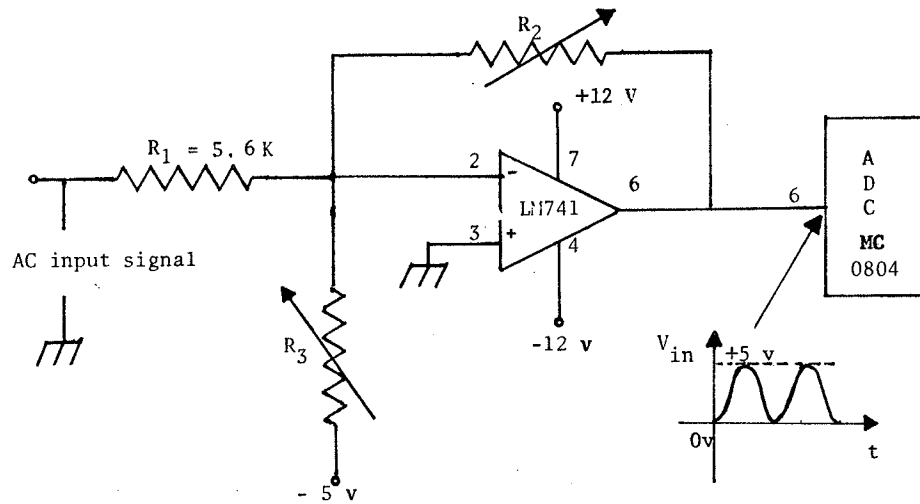 R2
+12 V
R1 = 5.6 K
2
-
7
LM741
6
6
A
D
C
MC
0804
3
+
4
AC input signal
-12 v
R3
Vin
+5 v
0v
t
- 5 v